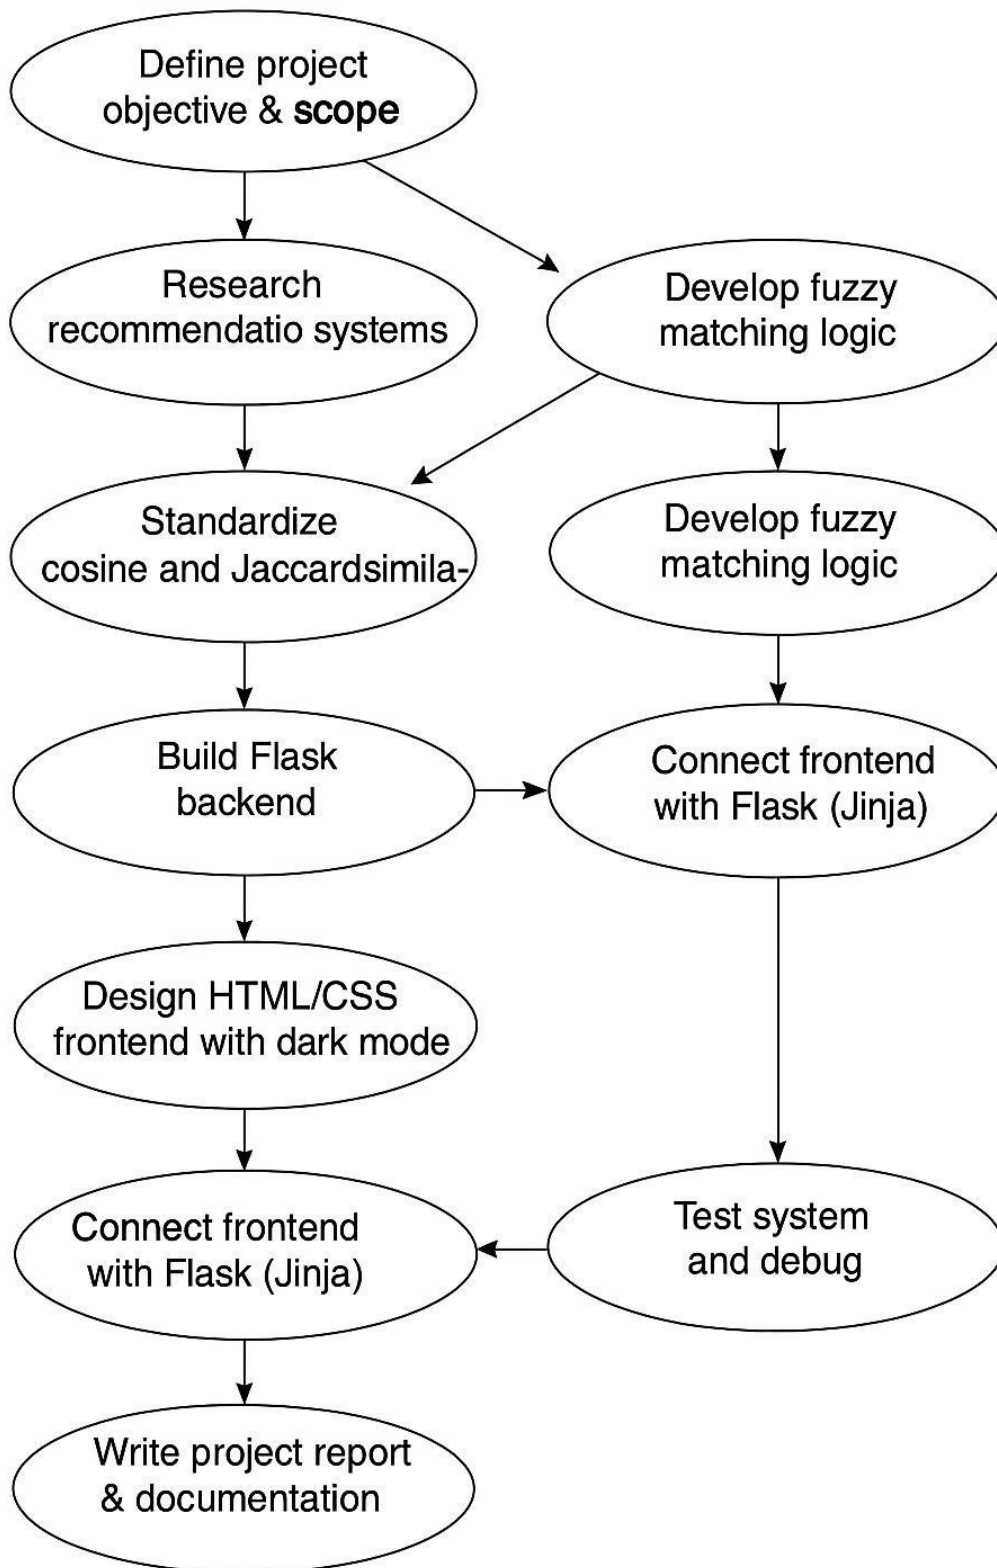 Define project
objective & scope
Research
recommendatio systems
Develop fuzzy
matching logic
Standardize
cosine and Jaccardsimila-
Develop fuzzy
matching logic
Build Flask
backend
Connect frontend
with Flask (Jinja)
Design HTML/CSS
frontend with dark mode
Connect frontend
with Flask (Jinja)
Test system
and debug
Write project report
& documentation